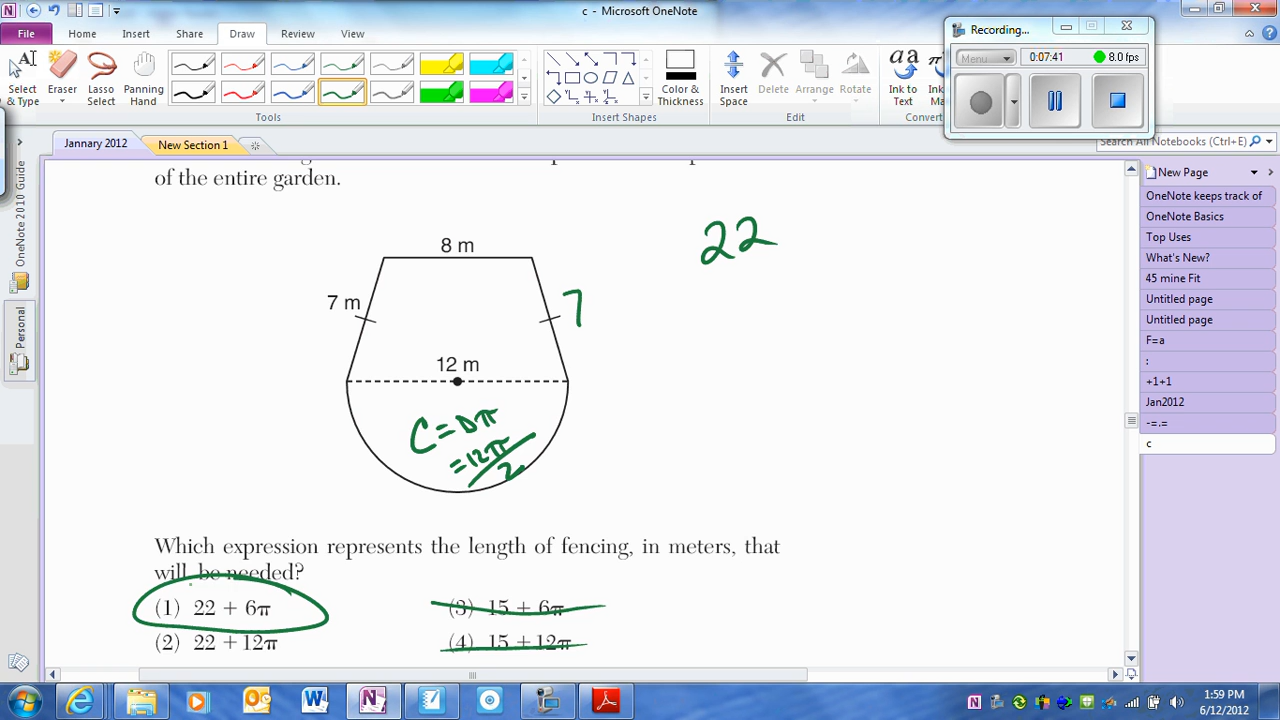 c - Microsoft OneNote
File Home Insert Share Draw Review View
Recording...
Menu 0:07:41 8.0 fps
Select & Type Eraser Lasso Select Panning Hand
Color & Thickness
Insert Space Delete Arrange Rotate
Ink to Text
Tools Insert Shapes Edit
January 2012 New Section 1
Search All Notebooks (Ctrl+E)
OneNote 2010 Guide
Personal
New Page
OneNote keeps track of
OneNote Basics
Top Uses
What's New?
45 mine Fit
Untitled page
Untitled page
F=a
:
+1+1
Jan2012
-=.=
c
of the entire garden.
22
8 m
7 m
7
12 m
C = Dπ
= 12π/2
Which expression represents the length of fencing, in meters, that
will be needed?
(1) 22 + 6π (3) 15 + 6π
(2) 22 + 12π (4) 15 + 12π
1:59 PM
6/12/2012